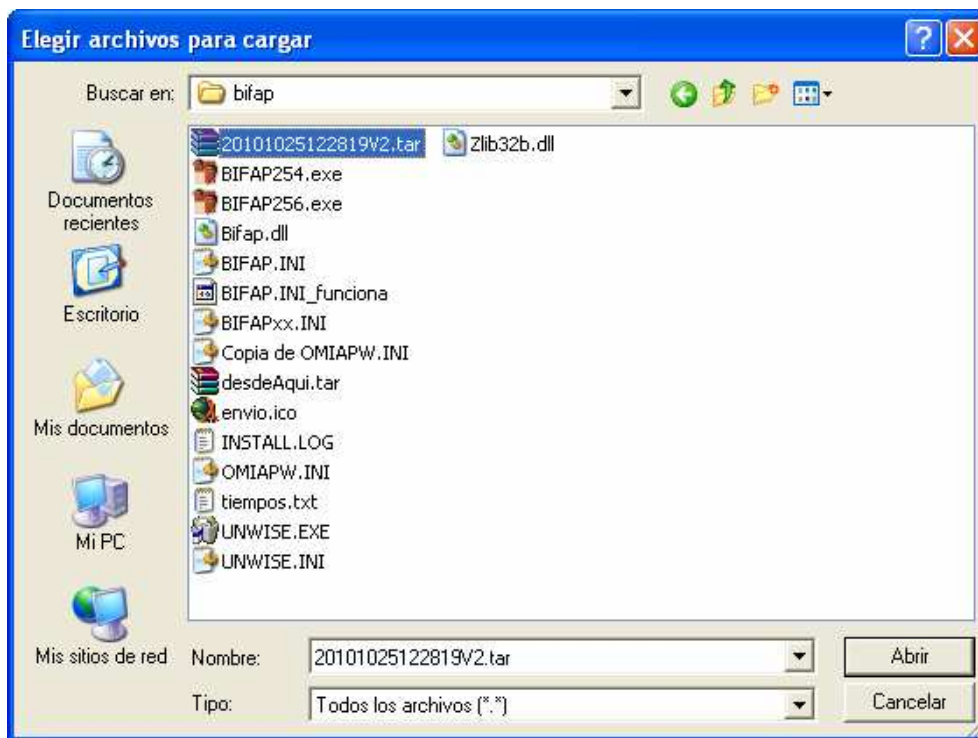 Elegir archivos para cargar
Buscar en:
bifap
Documentos
recientes
Escritorio
Mis documentos
Mi PC
Mis sitios de red
20101025122819V2.tar
BIFAP254.exe
BIFAP256.exe
Bifap.dll
BIFAP.INI
BIFAP.INI_funciona
BIFAPxx.INI
Copia de OMIAPW.INI
desdeAqui.tar
envio.ico
INSTALL.LOG
OMIAPW.INI
tiempos.txt
UNWISE.EXE
UNWISE.INI
Zlib32b.dll
Nombre:
20101025122819V2.tar
Abrir
Tipo:
Todos los archivos (*.*)
Cancelar